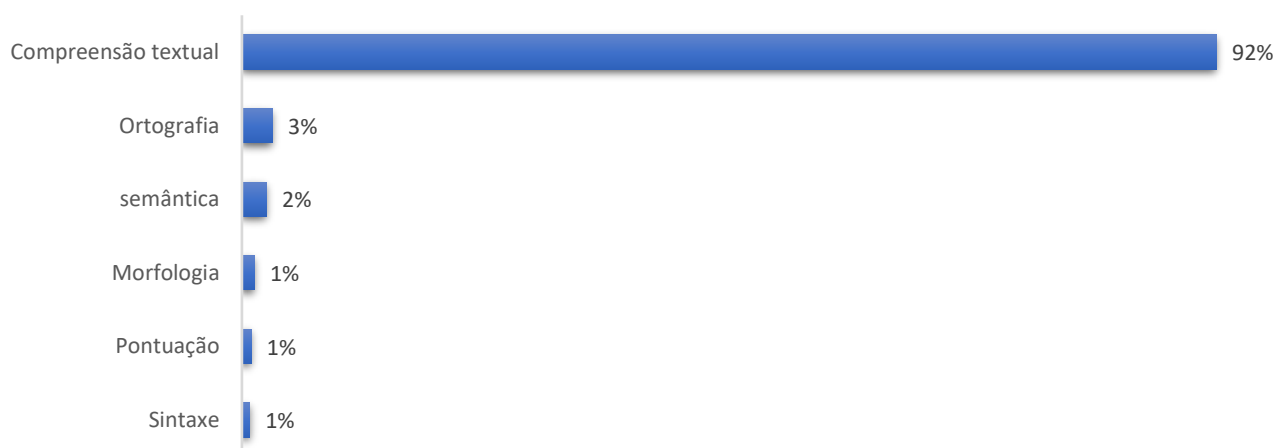 Compreensão textual 92%
Ortografia 3%
semântica 2%
Morfologia 1%
Pontuação 1%
Sintaxe 1%